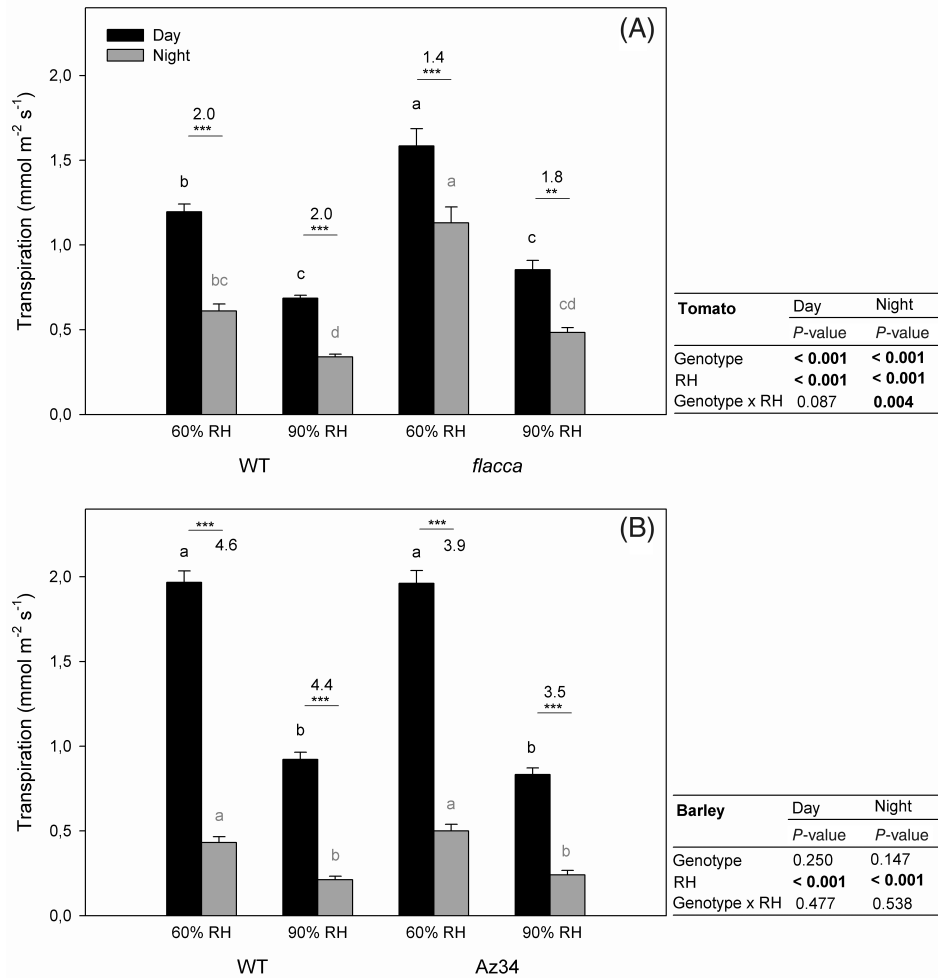 (A)
Day
Night
Transpiration (mmol m⁻² s⁻¹)
2,0
1,5
1,0
0,5
0,0
2.0
***
b
bc
2.0
***
c
d
1.4
***
a
a
1.8
**
c
cd
60% RH 90% RH 60% RH 90% RH
WT flacca
Tomato Day Night
P-value P-value
Genotype < 0.001 < 0.001
RH < 0.001 < 0.001
Genotype x RH 0.087 0.004
(B)
Transpiration (mmol m⁻² s⁻¹)
2,0
1,5
1,0
0,5
0,0
***
4.6
a
a
4.4
***
b
b
***
3.9
a
a
3.5
***
b
b
60% RH 90% RH 60% RH 90% RH
WT Az34
Barley Day Night
P-value P-value
Genotype 0.250 0.147
RH < 0.001 < 0.001
Genotype x RH 0.477 0.538